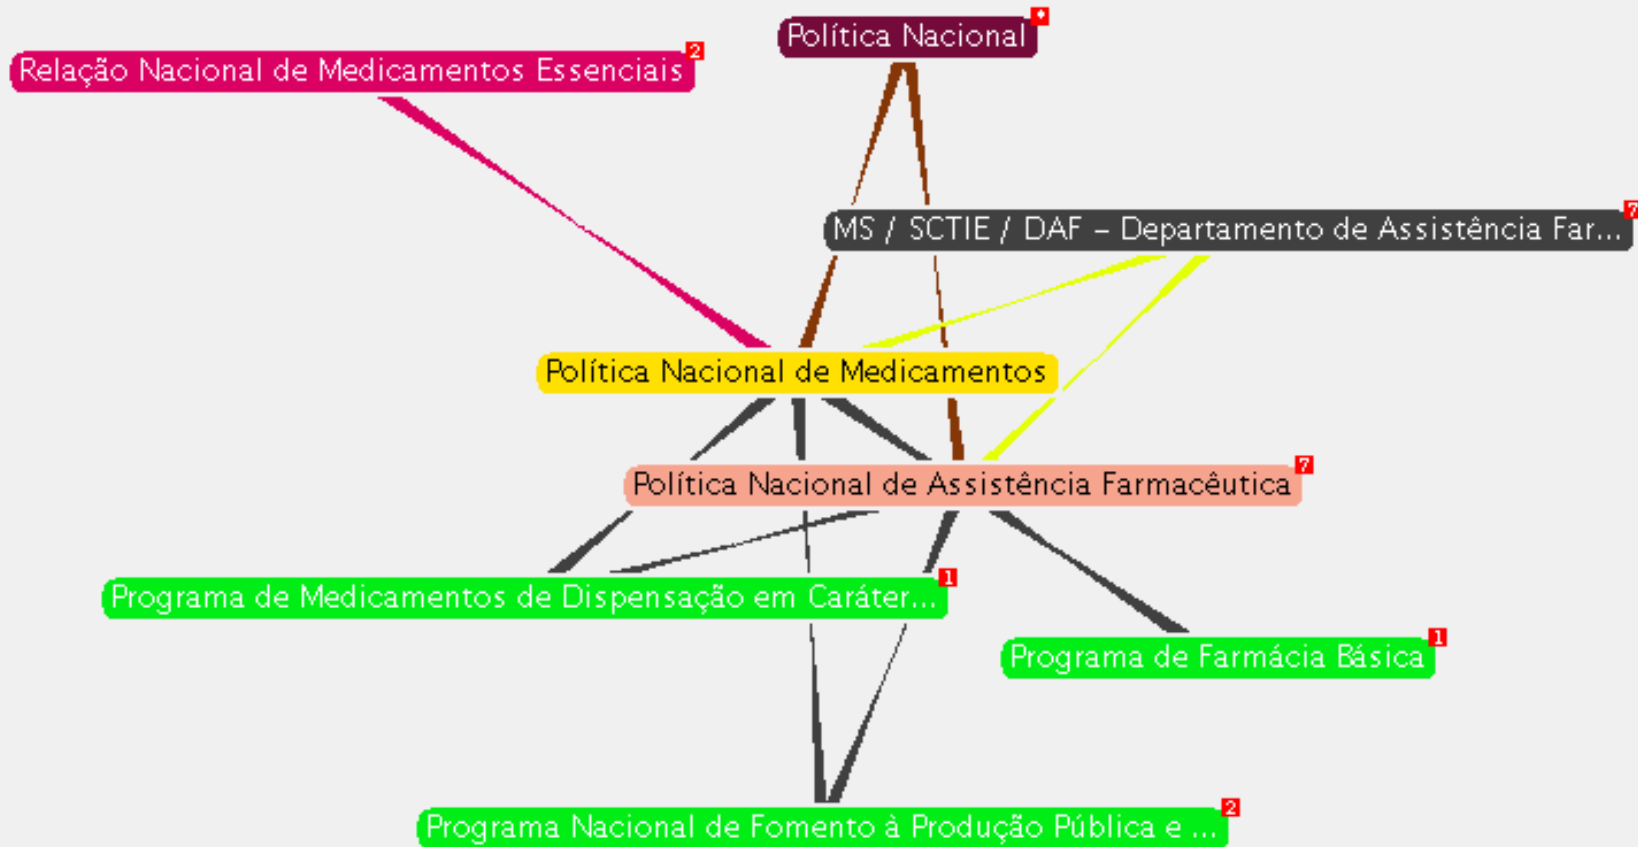 Política Nacional
♦
Relação Nacional de Medicamentos Essenciais
2
MS / SCTIE / DAF – Departamento de Assistência Far...
7
Política Nacional de Medicamentos
Política Nacional de Assistência Farmacêutica
7
Programa de Medicamentos de Dispensação em Caráter...
1
Programa de Farmácia Básica
1
Programa Nacional de Fomento à Produção Pública e ...
2